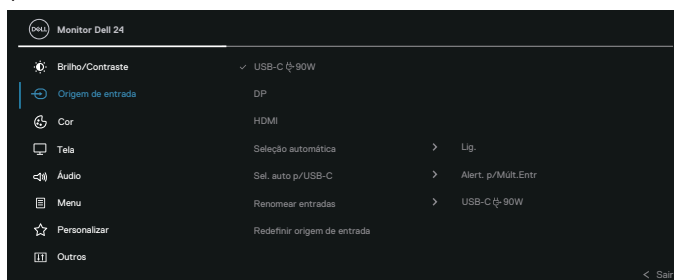 DELL Monitor Dell 24
Brilho/Contraste
USB-C 90W
Origem de entrada
DP
Cor
HDMI
Tela
Seleção automática
Lig.
Áudio
Sel. auto p/USB-C
Alert. p/Múlt.Entr
Menu
Renomear entradas
USB-C 90W
Personalizar
Redefinir origem de entrada
Outros
Sair